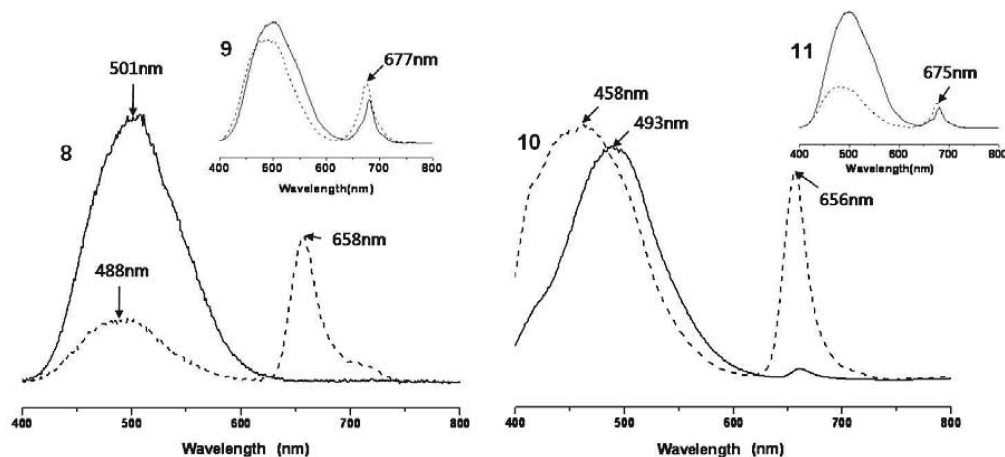 9
677nm
400 500 600 700 800
Wavelength(nm)
501nm
8
488nm
658nm
400 500 600 700 800
Wavelength (nm)
11
675nm
400 500 600 700 800
Wavelength(nm)
458nm
493nm
10
656nm
400 500 600 700 800
Wavelength (nm)